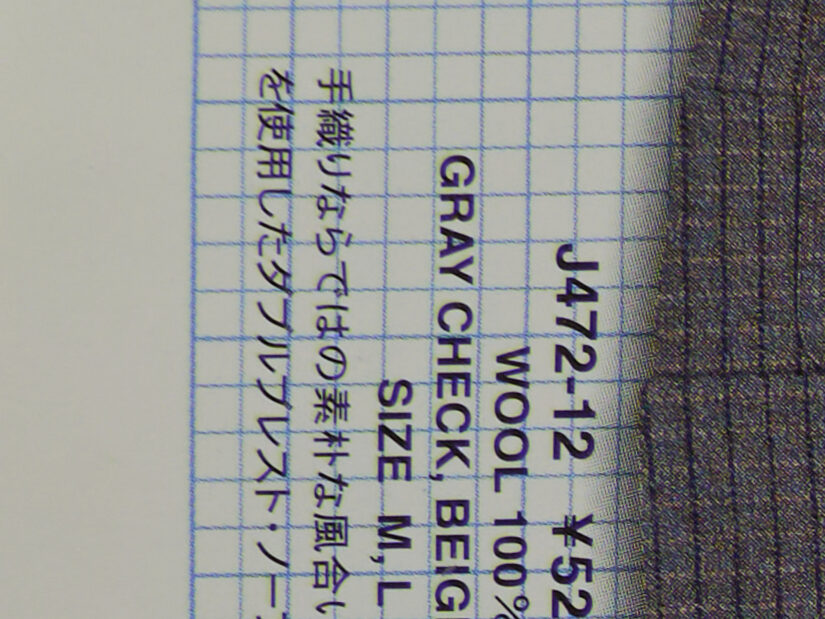 J472-12 ¥52
WOOL 100%
GRAY CHECK, BEIG
SIZE M, L
手織りならではの素朴な風合い
を使用したダブルブレスト・ノー